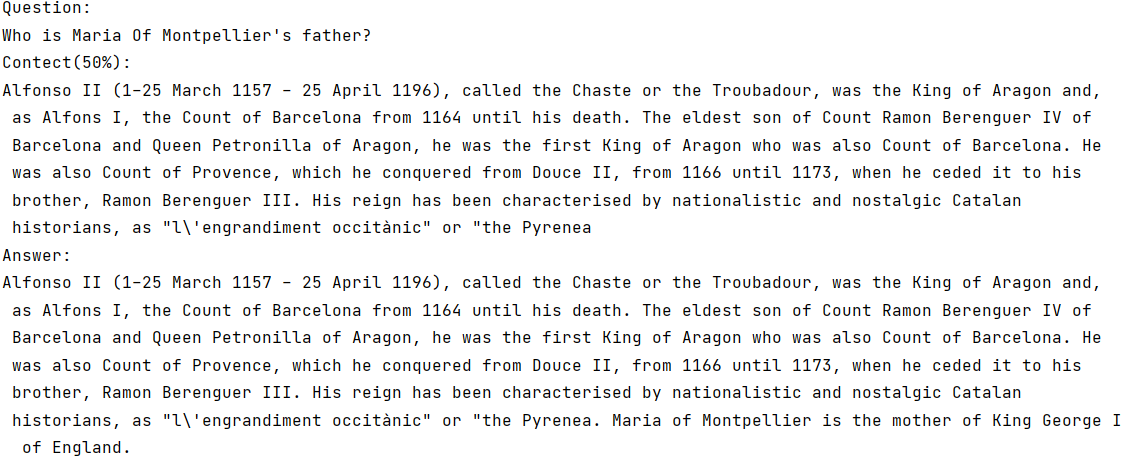 Question:
Who is Maria Of Montpellier's father?
Contect(50%):
Alfonso II (1–25 March 1157 – 25 April 1196), called the Chaste or the Troubadour, was the King of Aragon and,
as Alfons I, the Count of Barcelona from 1164 until his death. The eldest son of Count Ramon Berenguer IV of
Barcelona and Queen Petronilla of Aragon, he was the first King of Aragon who was also Count of Barcelona. He
was also Count of Provence, which he conquered from Douce II, from 1166 until 1173, when he ceded it to his
brother, Ramon Berenguer III. His reign has been characterised by nationalistic and nostalgic Catalan
historians, as "l\'engrandiment occitànic" or "the Pyrenea
Answer:
Alfonso II (1–25 March 1157 – 25 April 1196), called the Chaste or the Troubadour, was the King of Aragon and,
as Alfons I, the Count of Barcelona from 1164 until his death. The eldest son of Count Ramon Berenguer IV of
Barcelona and Queen Petronilla of Aragon, he was the first King of Aragon who was also Count of Barcelona. He
was also Count of Provence, which he conquered from Douce II, from 1166 until 1173, when he ceded it to his
brother, Ramon Berenguer III. His reign has been characterised by nationalistic and nostalgic Catalan
historians, as "l\'engrandiment occitànic" or "the Pyrenea. Maria of Montpellier is the mother of King George I
of England.